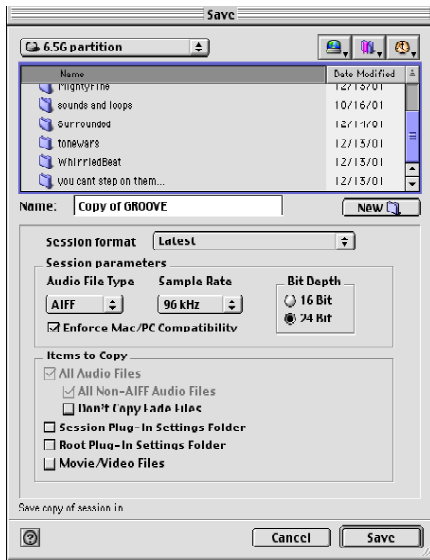 Save
6.5G partition
Name Date Modified
MightyFine 12/13/01
sounds and loops 10/16/01
Surrounded 12/14/01
tonewars 12/13/01
WhirriedBeat 12/13/01
you cant step on them... 12/13/01
Name: Copy of GROOVE New
Session format Latest
Session parameters
Audio File Type Sample Rate Bit Depth
AIFF 96 kHz 16 Bit
24 Bit
Enforce Mac/PC Compatibility
Items to Copy
All Audio Files
All Non-AIFF Audio Files
Don't Copy Fade Files
Session Plug-In Settings Folder
Root Plug-In Settings Folder
Movie/Video Files
Save copy of session in
? Cancel Save